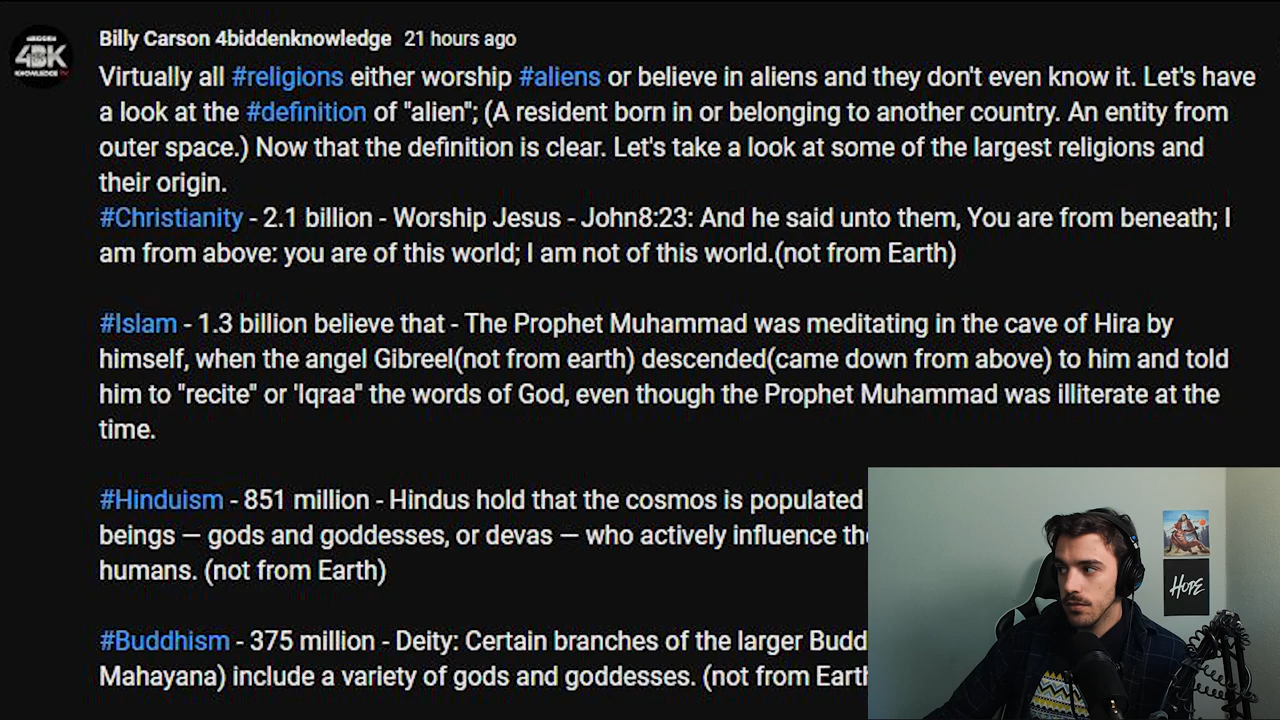 Billy Carson 4biddenknowledge 21 hours ago
4BK
KNOWLEDGE TV
Virtually all #religions either worship #aliens or believe in aliens and they don't even know it. Let's have
a look at the #definition of "alien"; (A resident born in or belonging to another country. An entity from
outer space.) Now that the definition is clear. Let's take a look at some of the largest religions and
their origin.
#Christianity - 2.1 billion - Worship Jesus - John8:23: And he said unto them, You are from beneath; I
am from above: you are of this world; I am not of this world.(not from Earth)
#Islam - 1.3 billion believe that - The Prophet Muhammad was meditating in the cave of Hira by
himself, when the angel Gibreel(not from earth) descended(came down from above) to him and told
him to "recite" or 'Iqraa" the words of God, even though the Prophet Muhammad was illiterate at the
time.
#Hinduism - 851 million - Hindus hold that the cosmos is populated
beings — gods and goddesses, or devas — who actively influence the
humans. (not from Earth)
#Buddhism - 375 million - Deity: Certain branches of the larger Budd
Mahayana) include a variety of gods and goddesses. (not from Earth
HOPE